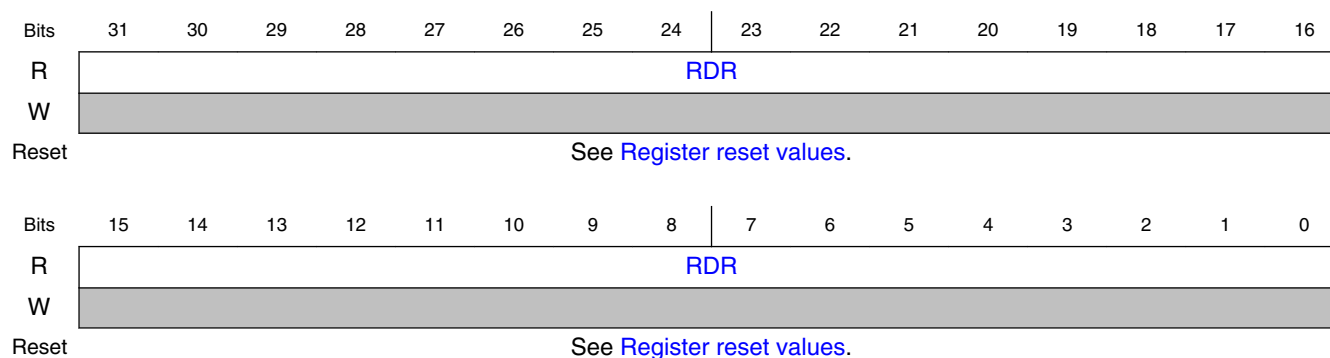 Bits 31 30 29 28 27 26 25 24 23 22 21 20 19 18 17 16
R RDR
W
Reset See Register reset values.
Bits 15 14 13 12 11 10 9 8 7 6 5 4 3 2 1 0
R RDR
W
Reset See Register reset values.